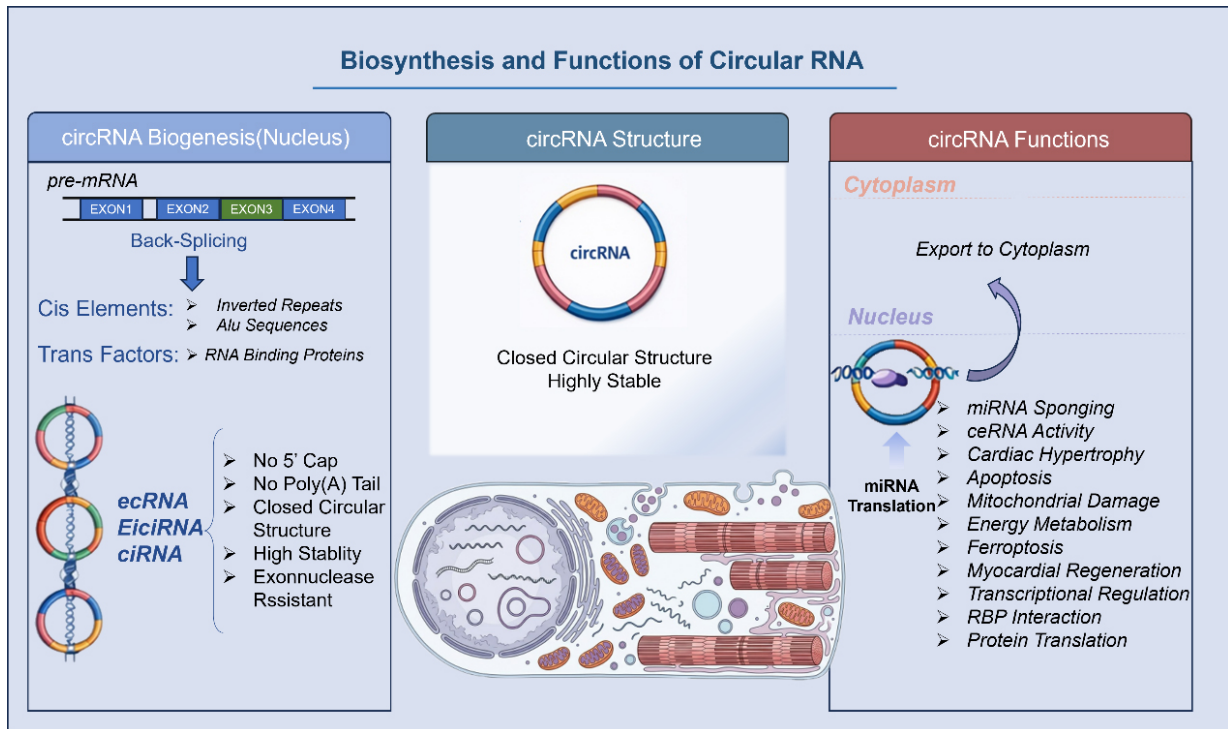 Biosynthesis and Functions of Circular RNA
circRNA Biogenesis(Nucleus)
pre-mRNA
EXON1 EXON2 EXON3 EXON4
Back-Splicing
Cis Elements:
➢ Inverted Repeats
➢ Alu Sequences
Trans Factors: ➢ RNA Binding Proteins
ecRNA
EiciRNA
ciRNA
➢ No 5’ Cap
➢ No Poly(A) Tail
➢ Closed Circular
Structure
➢ High Stablity
➢ Exonnuclease
Rssistant
circRNA Structure
circRNA
Closed Circular Structure
Highly Stable
circRNA Functions
Cytoplasm
Export to Cytoplasm
Nucleus
miRNA
Translation
➢ miRNA Sponging
➢ ceRNA Activity
➢ Cardiac Hypertrophy
➢ Apoptosis
➢ Mitochondrial Damage
➢ Energy Metabolism
➢ Ferroptosis
➢ Myocardial Regeneration
➢ Transcriptional Regulation
➢ RBP Interaction
➢ Protein Translation